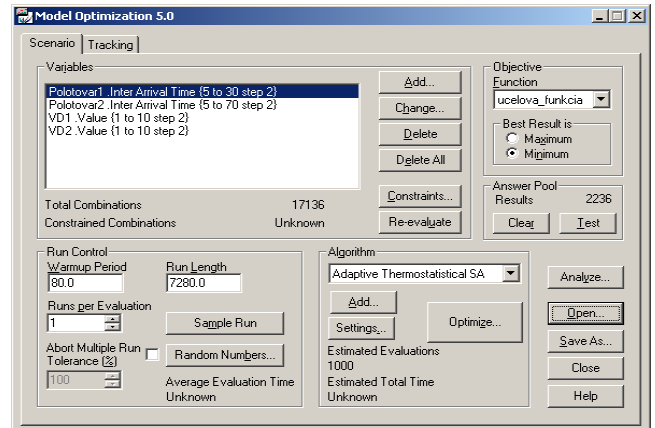 Model Optimization 5.0
Scenario
Tracking
Variables
Polotovar1 .Inter Arrival Time {5 to 30 step 2}
Polotovar2 .Inter Arrival Time {5 to 70 step 2}
VD1 .Value {1 to 10 step 2}
VD2 .Value {1 to 10 step 2}
Add...
Change...
Delete
Delete All
Constraints...
Re-evaluate
Total Combinations 17136
Constrained Combinations Unknown
Objective
Function
ucelova_funkcia
Best Result is
Maximum
Minimum
Answer Pool
Results 2236
Clear
Test
Run Control
Warmup Period
Run Length
80.0
7280.0
Runs per Evaluation
1
Sample Run
Abort Multiple Run
Tolerance (%)
100
Random Numbers...
Average Evaluation Time
Unknown
Algorithm
Adaptive Thermostatistical SA
Add...
Settings...
Optimize...
Estimated Evaluations
1000
Estimated Total Time
Unknown
Analyze...
Open...
Save As...
Close
Help